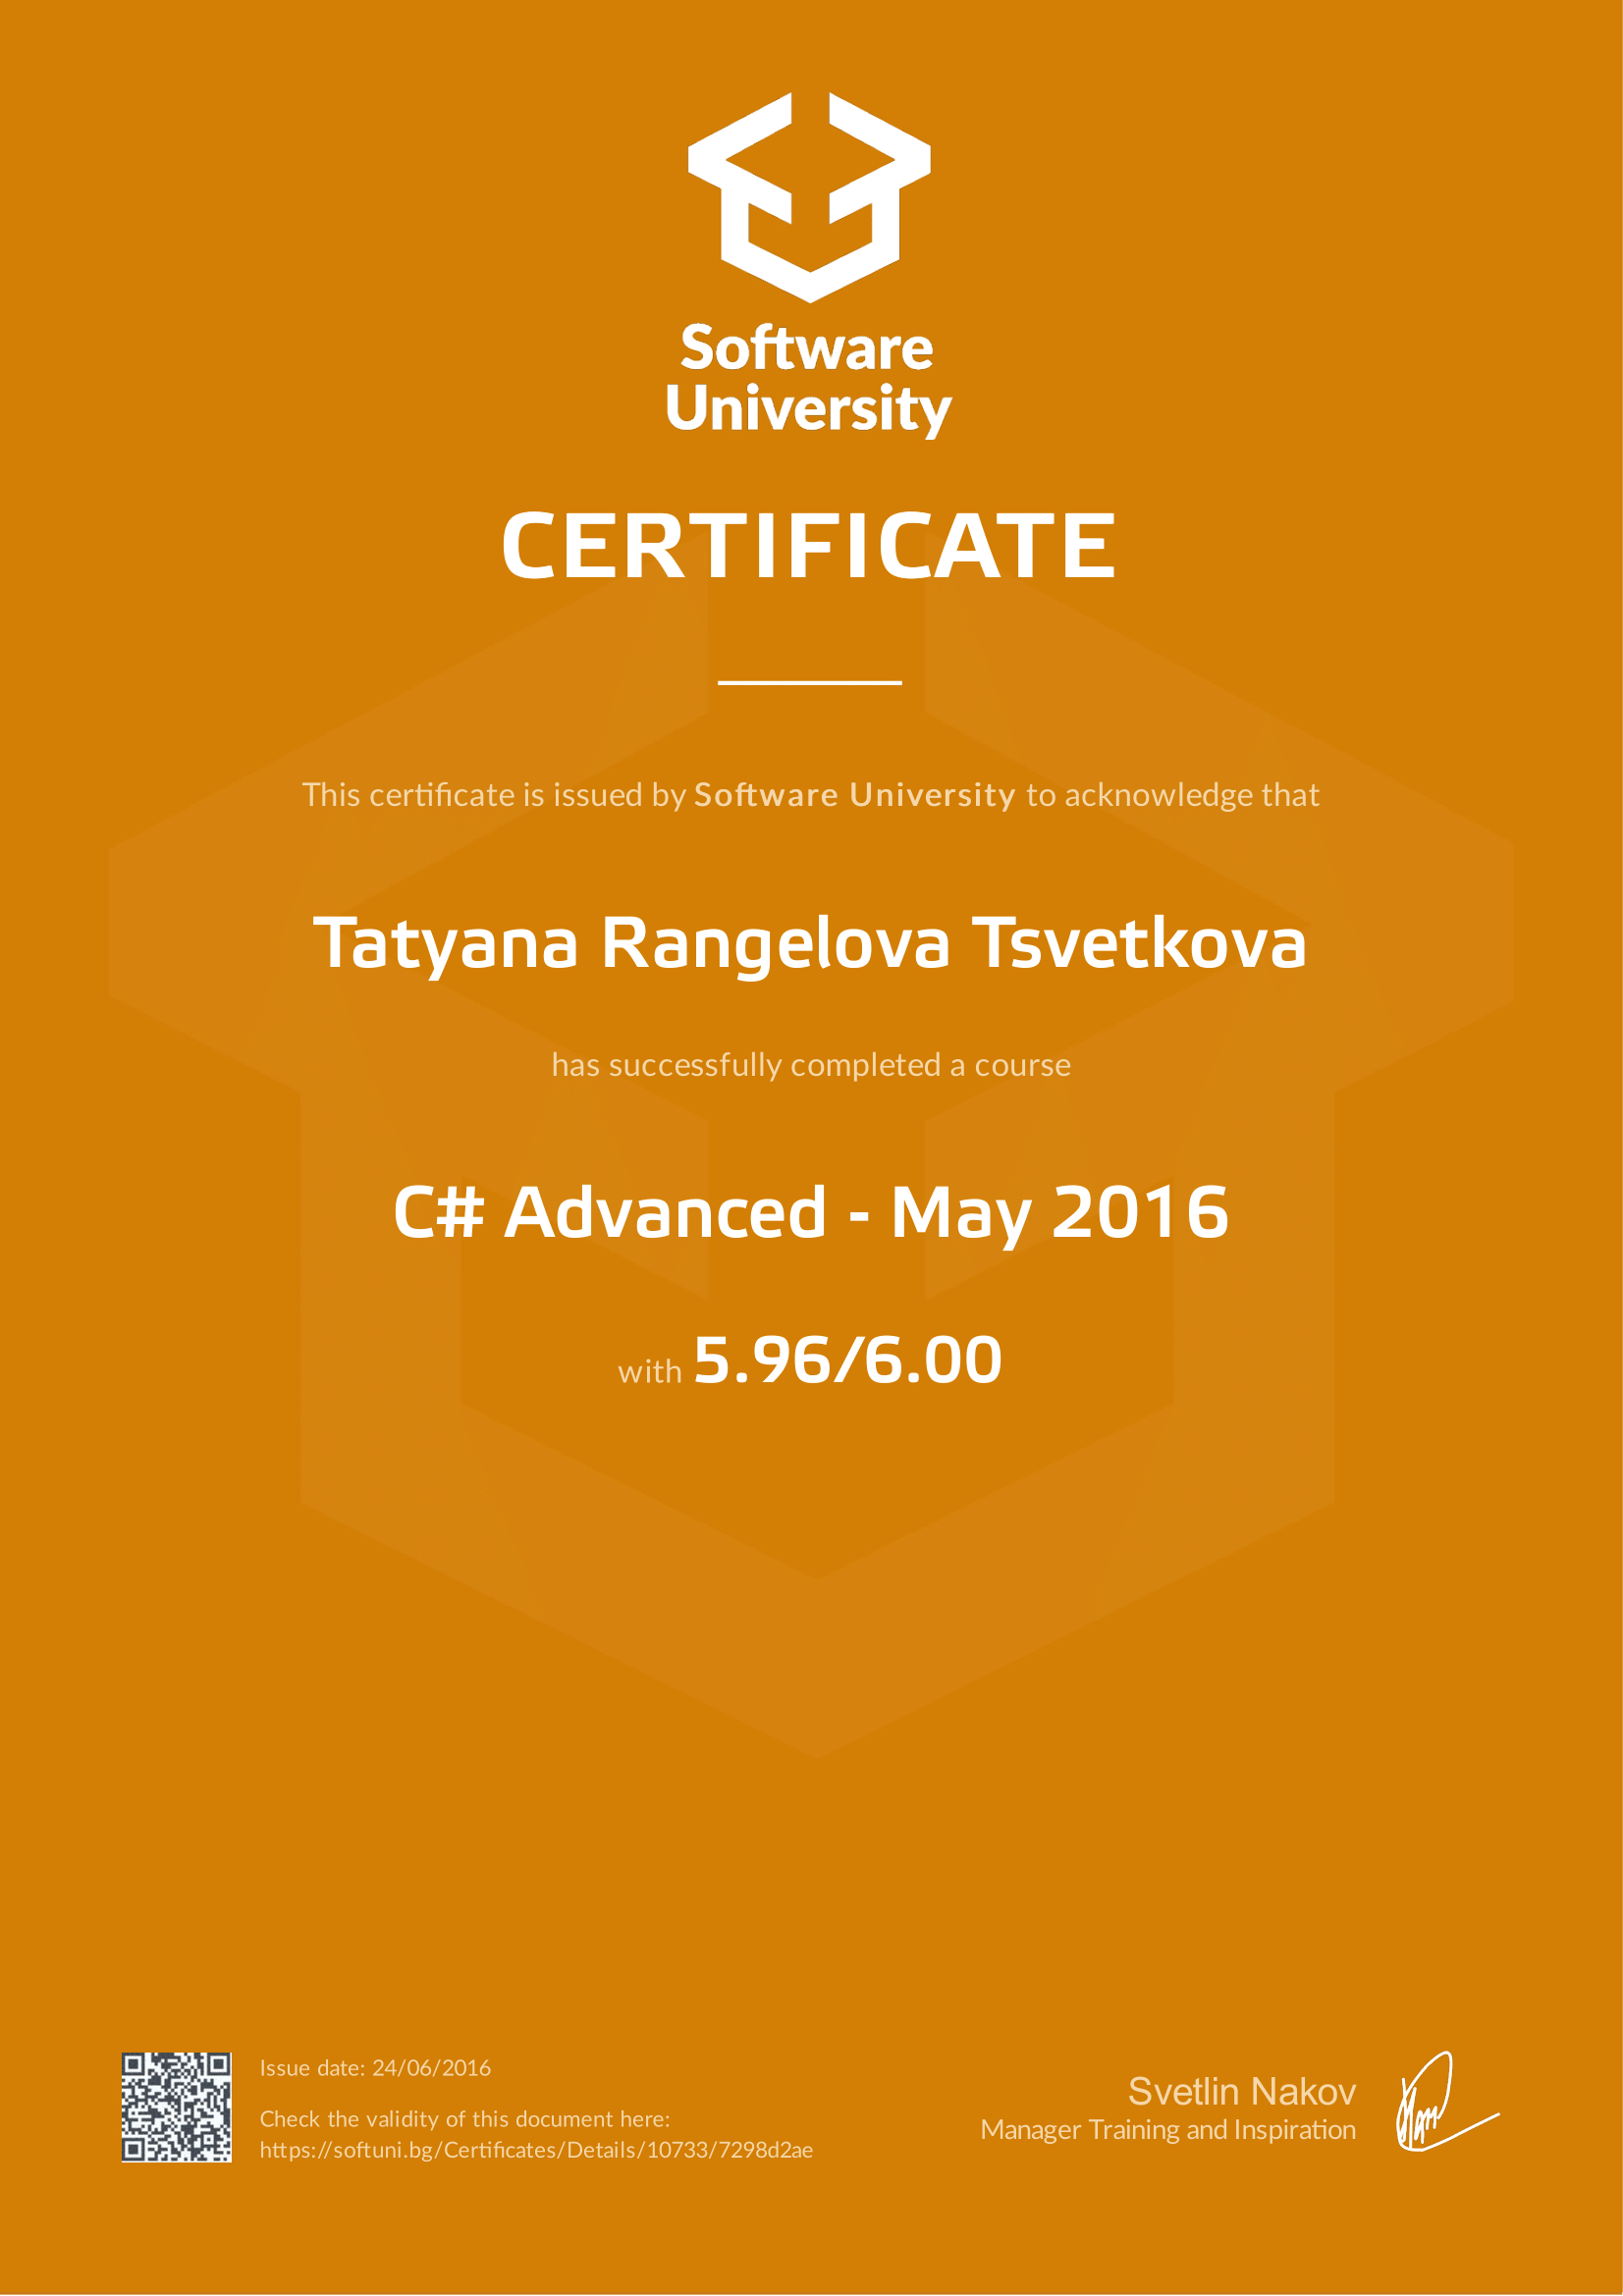 Software
University
CERTIFICATE
This certificate is issued by Software University to acknowledge that
Tatyana Rangelova Tsvetkova
has successfully completed a course
C# Advanced - May 2016
with 5.96/6.00
Issue date: 24/06/2016
Check the validity of this document here:
https://softuni.bg/Certificates/Details/10733/7298d2ae
Svetlin Nakov
Manager Training and Inspiration